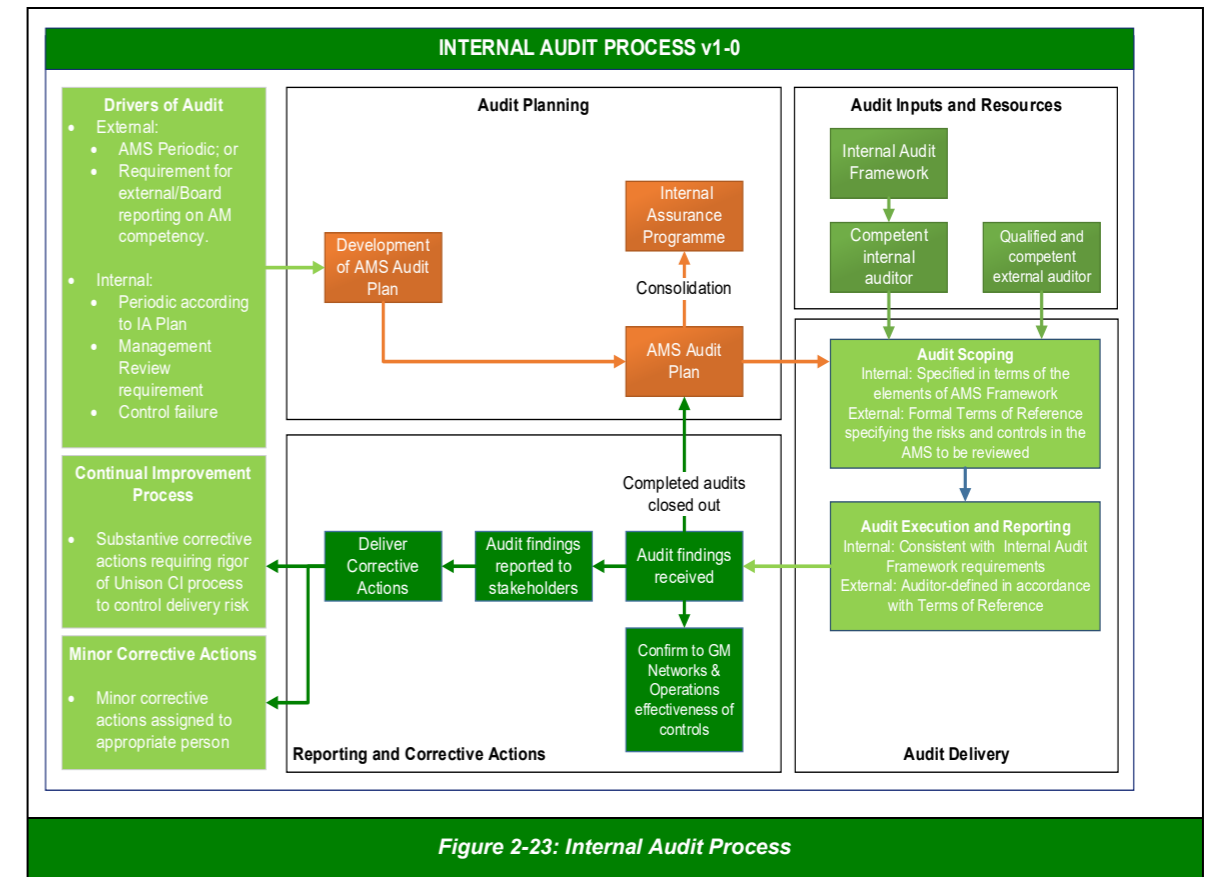 INTERNAL AUDIT PROCESS v1-0
Drivers of Audit
• External:
• AMS Periodic; or
• Requirement for
external/Board
reporting on AM
competency.
• Internal:
• Periodic according
to IA Plan
• Management
Review
requirement
• Control failure
Continual Improvement
Process
• Substantive corrective
actions requiring rigor
of Unison CI process
to control delivery risk
Minor Corrective Actions
• Minor corrective
actions assigned to
appropriate person
Audit Planning
Development
of AMS Audit
Plan
Internal
Assurance
Programme
Consolidation
AMS Audit
Plan
Audit Inputs and Resources
Internal Audit
Framework
Competent
internal
auditor
Qualified and
competent
external auditor
Audit Scoping
Internal: Specified in terms of the
elements of AMS Framework
External: Formal Terms of Reference
specifying the risks and controls in the
AMS to be reviewed
Audit Execution and Reporting
Internal: Consistent with Internal Audit
Framework requirements
External: Auditor-defined in accordance
with Terms of Reference
Audit Delivery
Completed audits
closed out
Deliver
Corrective
Actions
Audit findings
reported to
stakeholders
Audit findings
received
Confirm to GM
Networks &
Operations
effectiveness of
controls
Reporting and Corrective Actions
Figure 2-23: Internal Audit Process